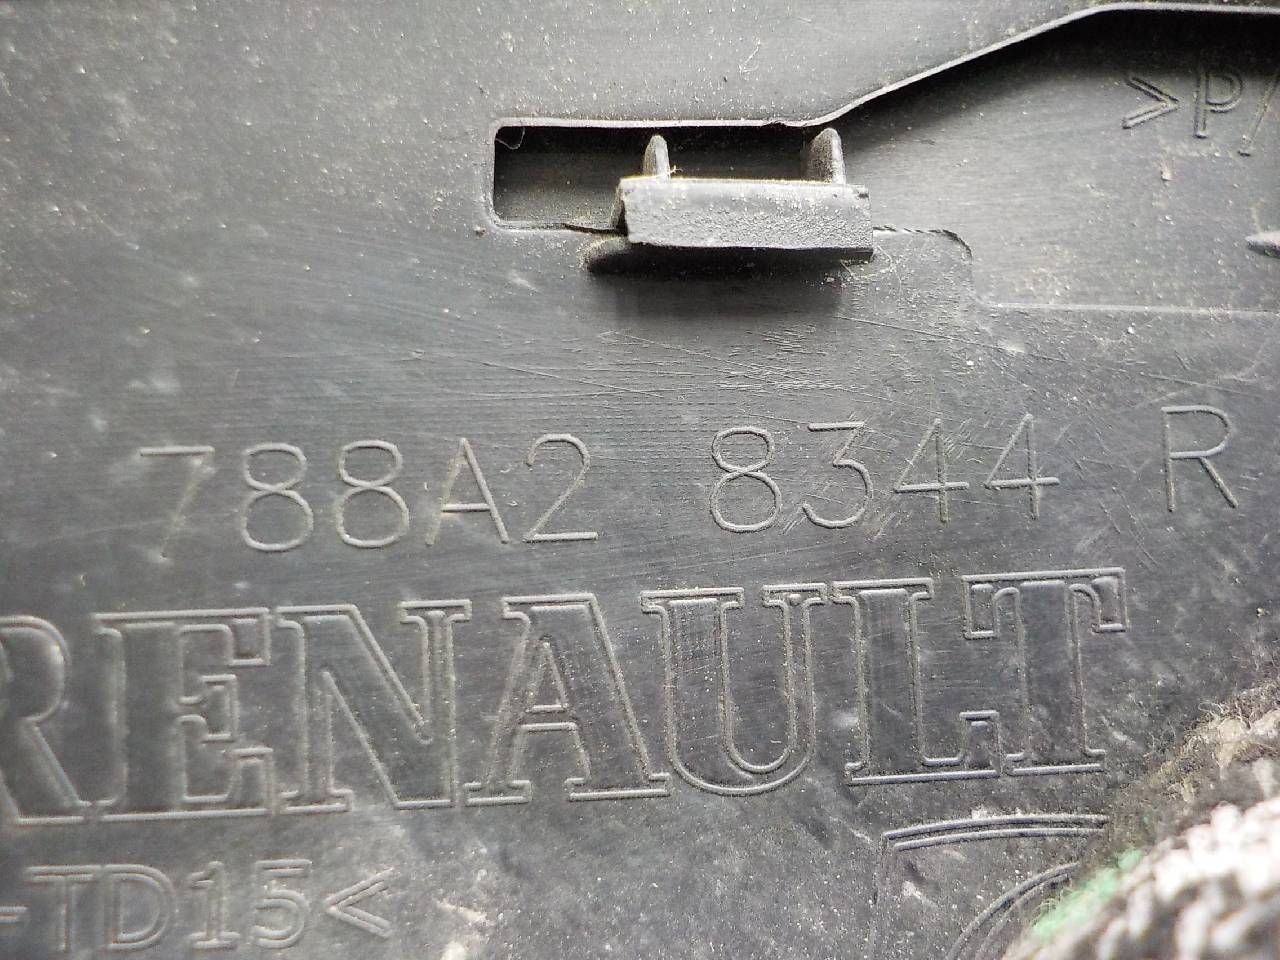 >P/
788A2 8344 R
RENAULT
-TD15<